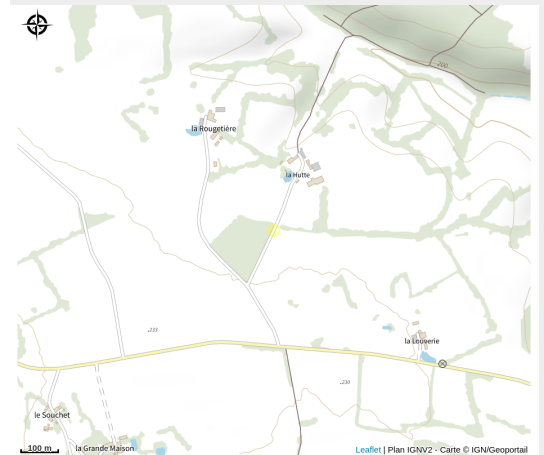 200
la Rougetière
la Hutte
.233
la Louverie
le Souchet
la Grande Maison
100 m
Leaflet | Plan IGNV2 - Carte © IGN/Geoportail